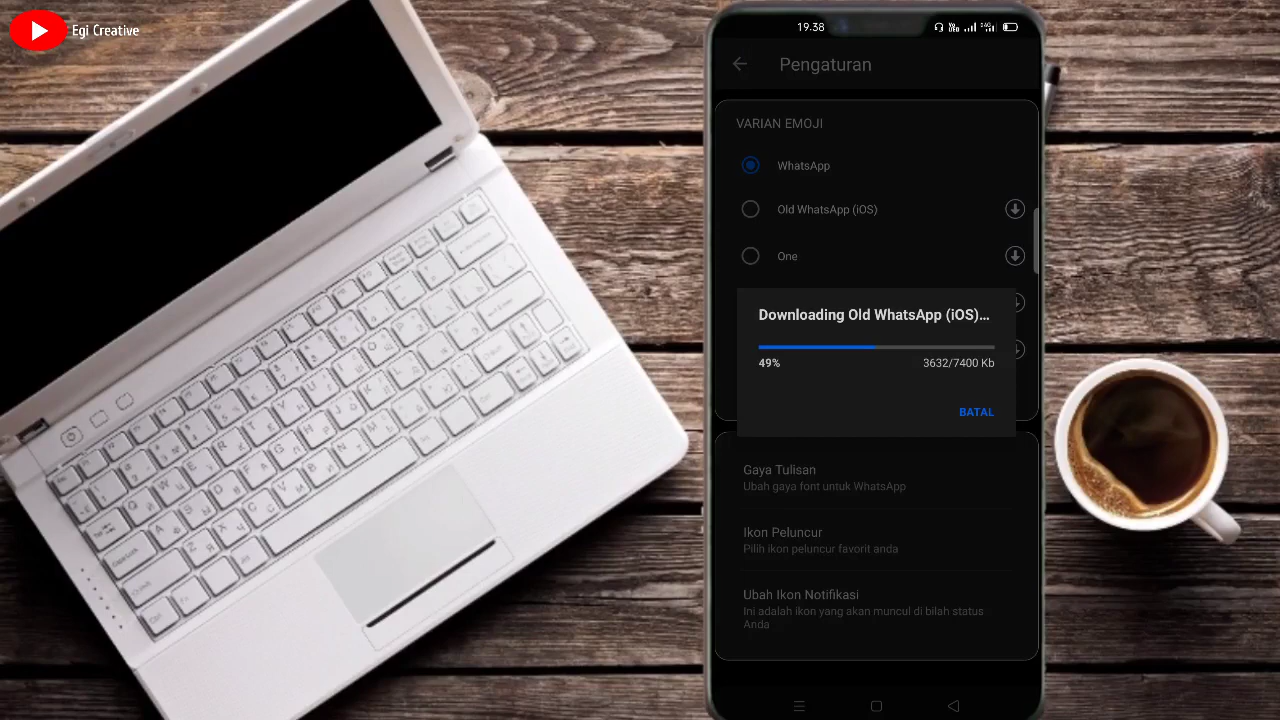 Egi Creative
19.38
Pengaturan
VARIAN EMOJI
WhatsApp
Old WhatsApp (iOS)
One
Downloading Old WhatsApp (iOS)...
49%
3632/7400 Kb
BATAL
Gaya Tulisan
Ubah gaya font untuk WhatsApp
Ikon Peluncur
Pilih ikon peluncur favorit anda
Ubah Ikon Notifikasi
Ini adalah ikon yang akan muncul di bilah status
Anda